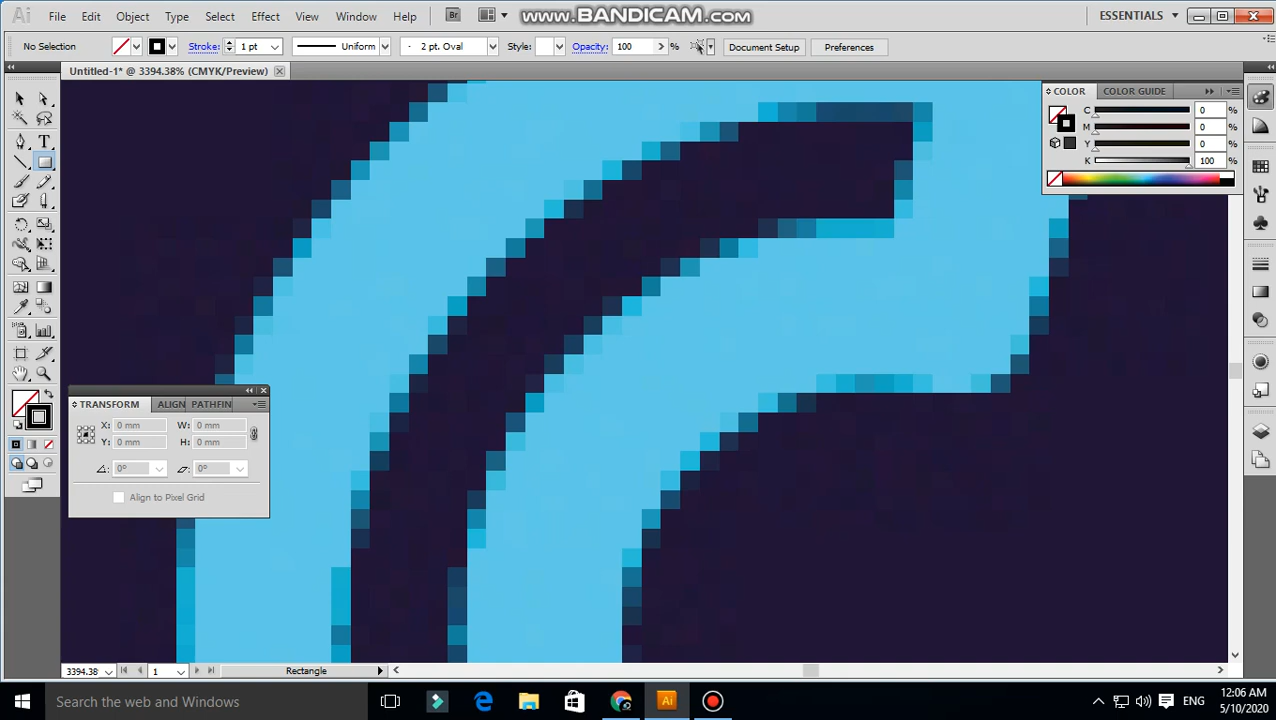 Ai File Edit Object Type Select Effect View Window Help Br www.BANDICAM.com ESSENTIALS
No Selection Stroke: 1 pt Uniform 2 pt. Oval Style: Opacity: 100 % Document Setup Preferences
Untitled-1* @ 3394.38% (CMYK/Preview)
COLOR COLOR GUIDE
C 0 %
M 0 %
Y 0 %
K 100 %
TRANSFORM ALIGN PATHFIN
X: 0 mm W: 0 mm
Y: 0 mm H: 0 mm
0° 0°
Align to Pixel Grid
3394.38 1 Rectangle
Search the web and Windows
Ai
ENG
12:06 AM
5/10/2020